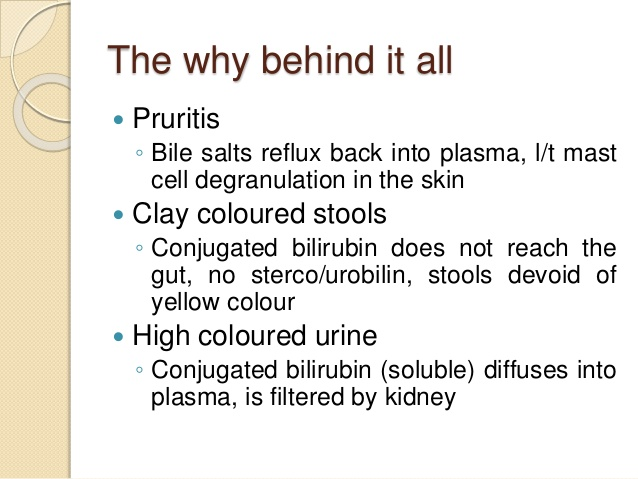 The why behind it all
• Pruritis
◦ Bile salts reflux back into plasma, l/t mast
cell degranulation in the skin
• Clay coloured stools
◦ Conjugated bilirubin does not reach the
gut, no sterco/urobilin, stools devoid of
yellow colour
• High coloured urine
◦ Conjugated bilirubin (soluble) diffuses into
plasma, is filtered by kidney